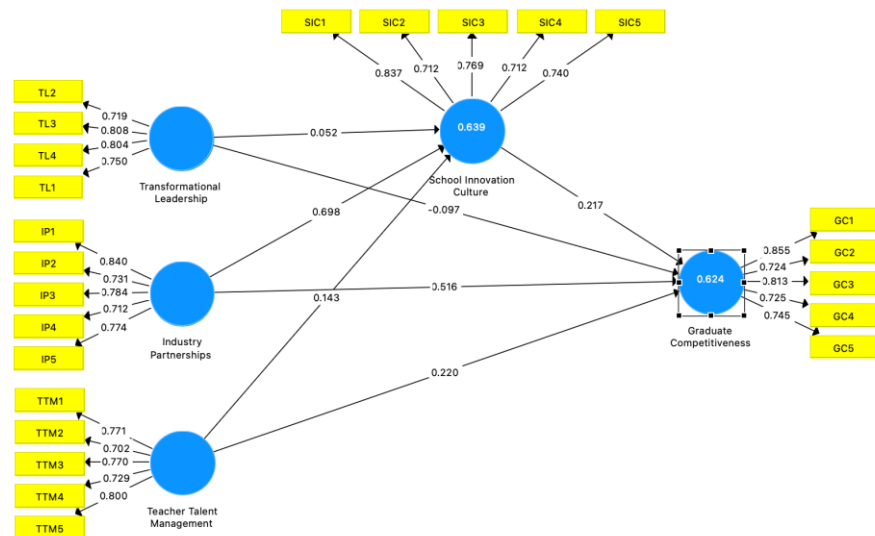 SIC1 SIC2 SIC3 SIC4 SIC5
0.837 0.712 0.769 0.712 0.740
TL2
TL3
TL4
TL1
0.719
0.808
0.804
0.750
Transformational
Leadership
0.052
0.639
School Innovation
Culture
0.698
-0.097
0.217
IP1
IP2
IP3
IP4
IP5
0.840
0.731
0.784
0.712
0.774
Industry
Partnerships
0.143
0.516
0.624
Graduate
Competitiveness
0.855
0.724
0.813
0.725
0.745
GC1
GC2
GC3
GC4
GC5
0.220
TTM1
TTM2
TTM3
TTM4
TTM5
0.771
0.702
0.770
0.729
0.800
Teacher Talent
Management